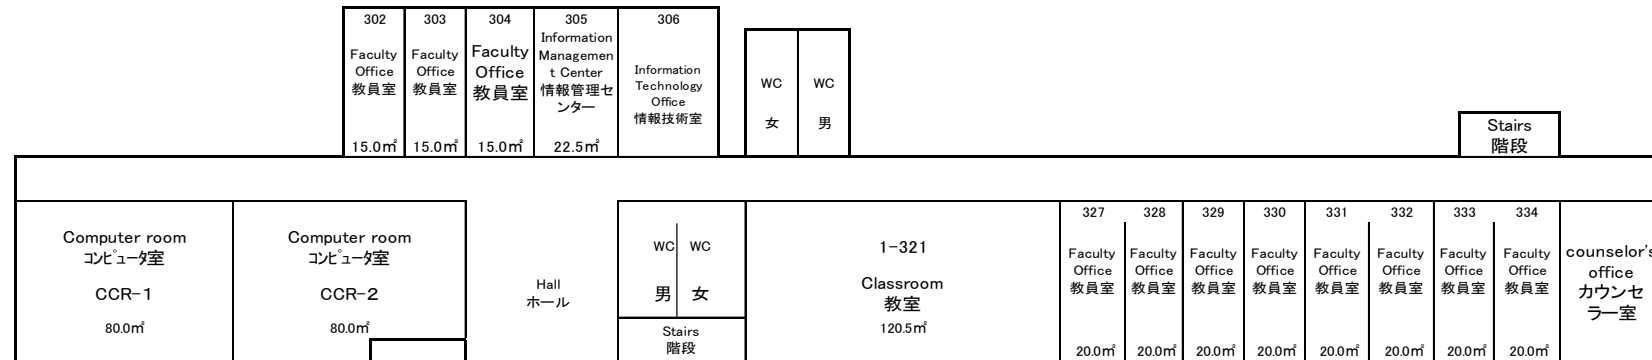 302
Faculty
Office
教員室
15.0㎡
303
Faculty
Office
教員室
15.0㎡
304
Faculty
Office
教員室
15.0㎡
305
Information
Managemen
t Center
情報管理セ
ンター
22.5㎡
306
Information
Technology
Office
情報技術室
WC
女
WC
男
Stairs
階段
Computer room
コンピュータ室
CCR-1
80.0㎡
Computer room
コンピュータ室
CCR-2
80.0㎡
Hall
ホール
WC
男
WC
女
Stairs
階段
1-321
Classroom
教室
120.5㎡
327
Faculty
Office
教員室
20.0㎡
328
Faculty
Office
教員室
20.0㎡
329
Faculty
Office
教員室
20.0㎡
330
Faculty
Office
教員室
20.0㎡
331
Faculty
Office
教員室
20.0㎡
332
Faculty
Office
教員室
20.0㎡
333
Faculty
Office
教員室
20.0㎡
334
Faculty
Office
教員室
20.0㎡
counselor's
office
カウンセ
ラー室